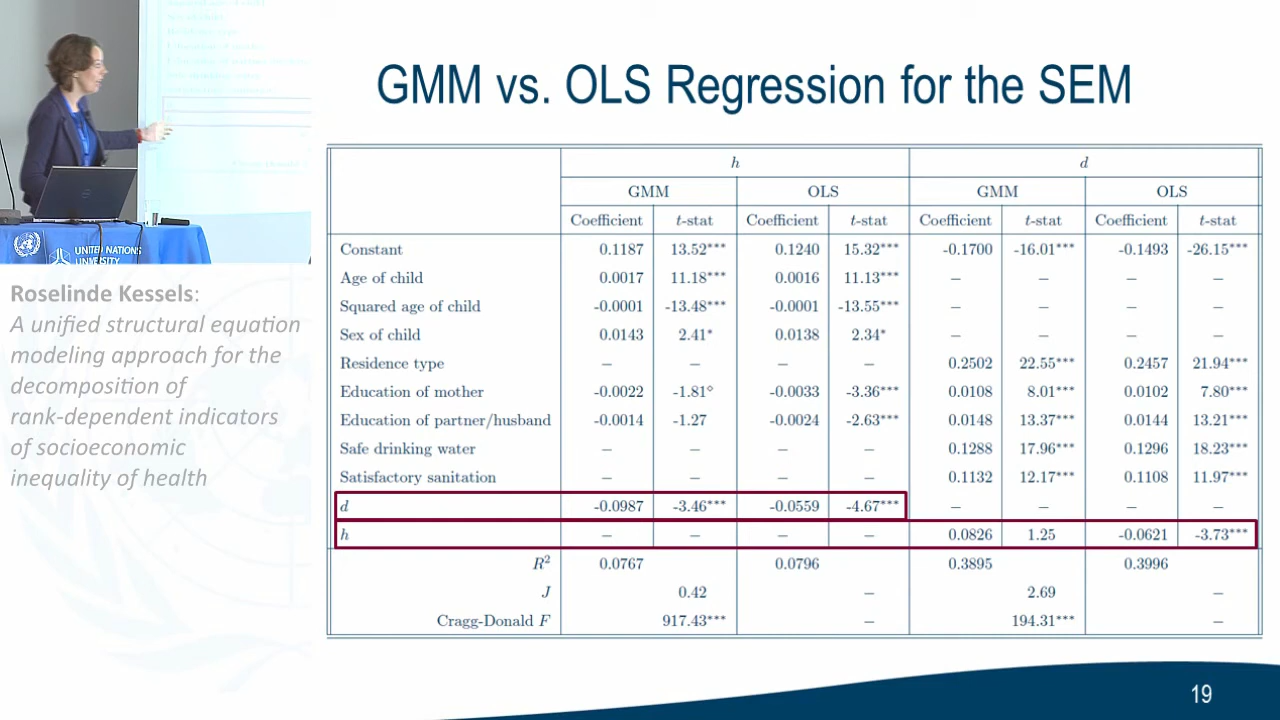 GMM vs. OLS Regression for the SEM
h d
GMM OLS GMM OLS
Coefficient t-stat Coefficient t-stat Coefficient t-stat Coefficient t-stat
Constant 0.1187 13.52*** 0.1240 15.32*** -0.1700 -16.01*** -0.1493 -26.15***
Age of child 0.0017 11.18*** 0.0016 11.13*** – – – –
Squared age of child -0.0001 -13.48*** -0.0001 -13.55*** – – – –
Sex of child 0.0143 2.41* 0.0138 2.34* – – – –
Residence type – – – – 0.2502 22.55*** 0.2457 21.94***
Education of mother -0.0022 -1.81° -0.0033 -3.36*** 0.0108 8.01*** 0.0102 7.80***
Education of partner/husband -0.0014 -1.27 -0.0024 -2.63*** 0.0148 13.37*** 0.0144 13.21***
Safe drinking water – – – – 0.1288 17.96*** 0.1296 18.23***
Satisfactory sanitation – – – – 0.1132 12.17*** 0.1108 11.97***
d -0.0987 -3.46*** -0.0559 -4.67*** – – – –
h – – – – 0.0826 1.25 -0.0621 -3.73***
R² 0.0767 0.0796 0.3895 0.3996
J 0.42 – 2.69 –
Cragg-Donald F 917.43*** – 194.31*** –
UNITED NATIONS
UNIVERSITY
Roselinde Kessels:
A unified structural equation
modeling approach for the
decomposition of
rank-dependent indicators
of socioeconomic
inequality of health
19